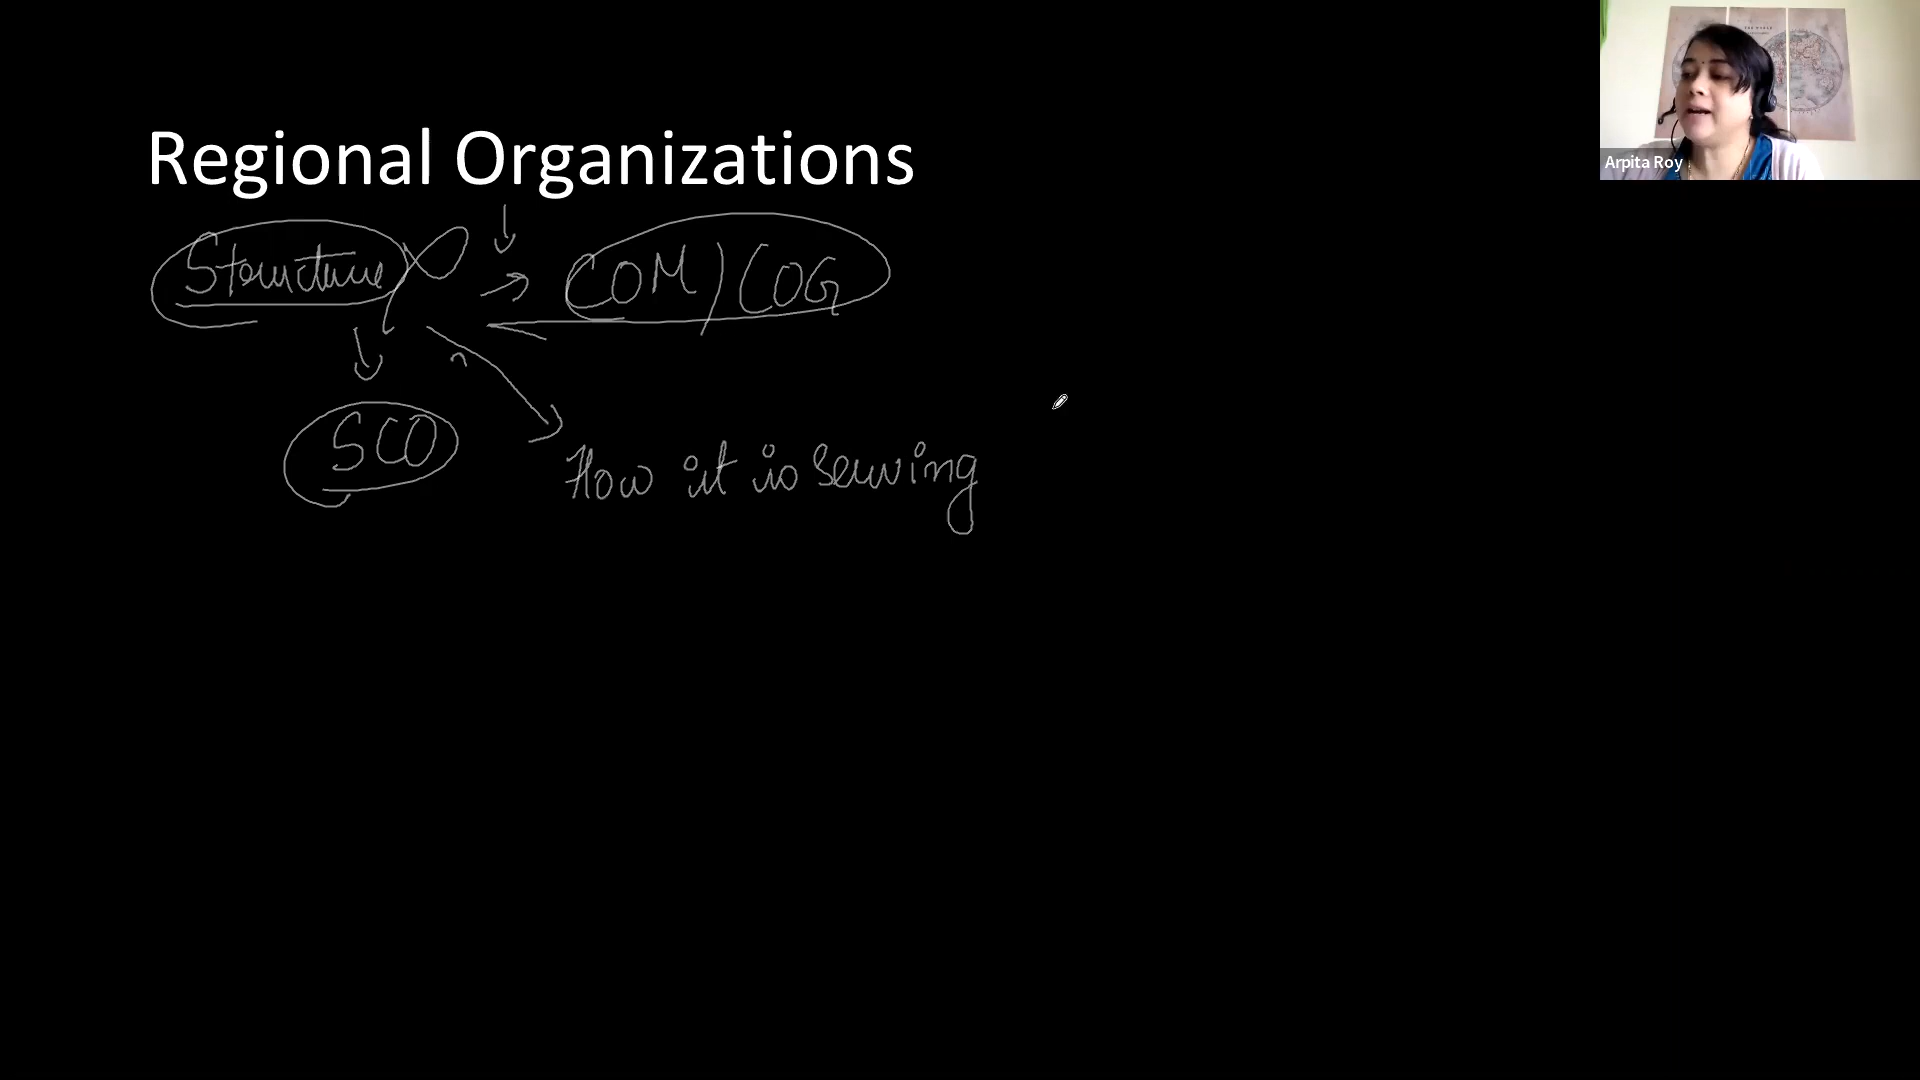 Regional Organizations
Structure
COM/COG
SCO
How it is serving
Arpita Roy